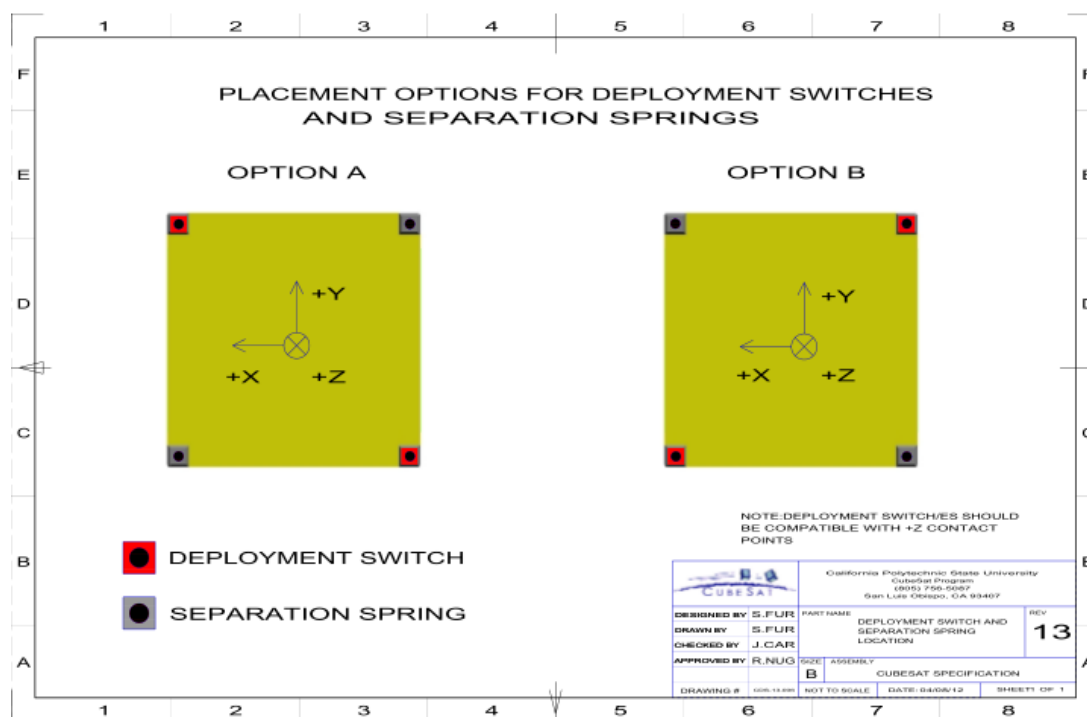 1 2 3 4 5 6 7 8
F
PLACEMENT OPTIONS FOR DEPLOYMENT SWITCHES
AND SEPARATION SPRINGS
E
OPTION A OPTION B
D
+Y +Y
+X +Z +X +Z
C
NOTE:DEPLOYMENT SWITCH/ES SHOULD
BE COMPATIBLE WITH +Z CONTACT
POINTS
B
DEPLOYMENT SWITCH
SEPARATION SPRING
A
CUBESAT
California Polytechnic State University
CubeSat Program
(805) 756-5087
San Luis Obispo, CA 93407
DESIGNED BY S.FUR
DRAWN BY S.FUR
CHECKED BY J.CAR
APPROVED BY R.NUG
PART NAME
DEPLOYMENT SWITCH AND
SEPARATION SPRING
LOCATION
REV
13
SIZE
B
ASSEMBLY
CUBESAT SPECIFICATION
DRAWING #
NOT TO SCALE
DATE: 04/08/12
SHEET1 OF 1
1 2 3 4 5 6 7 8